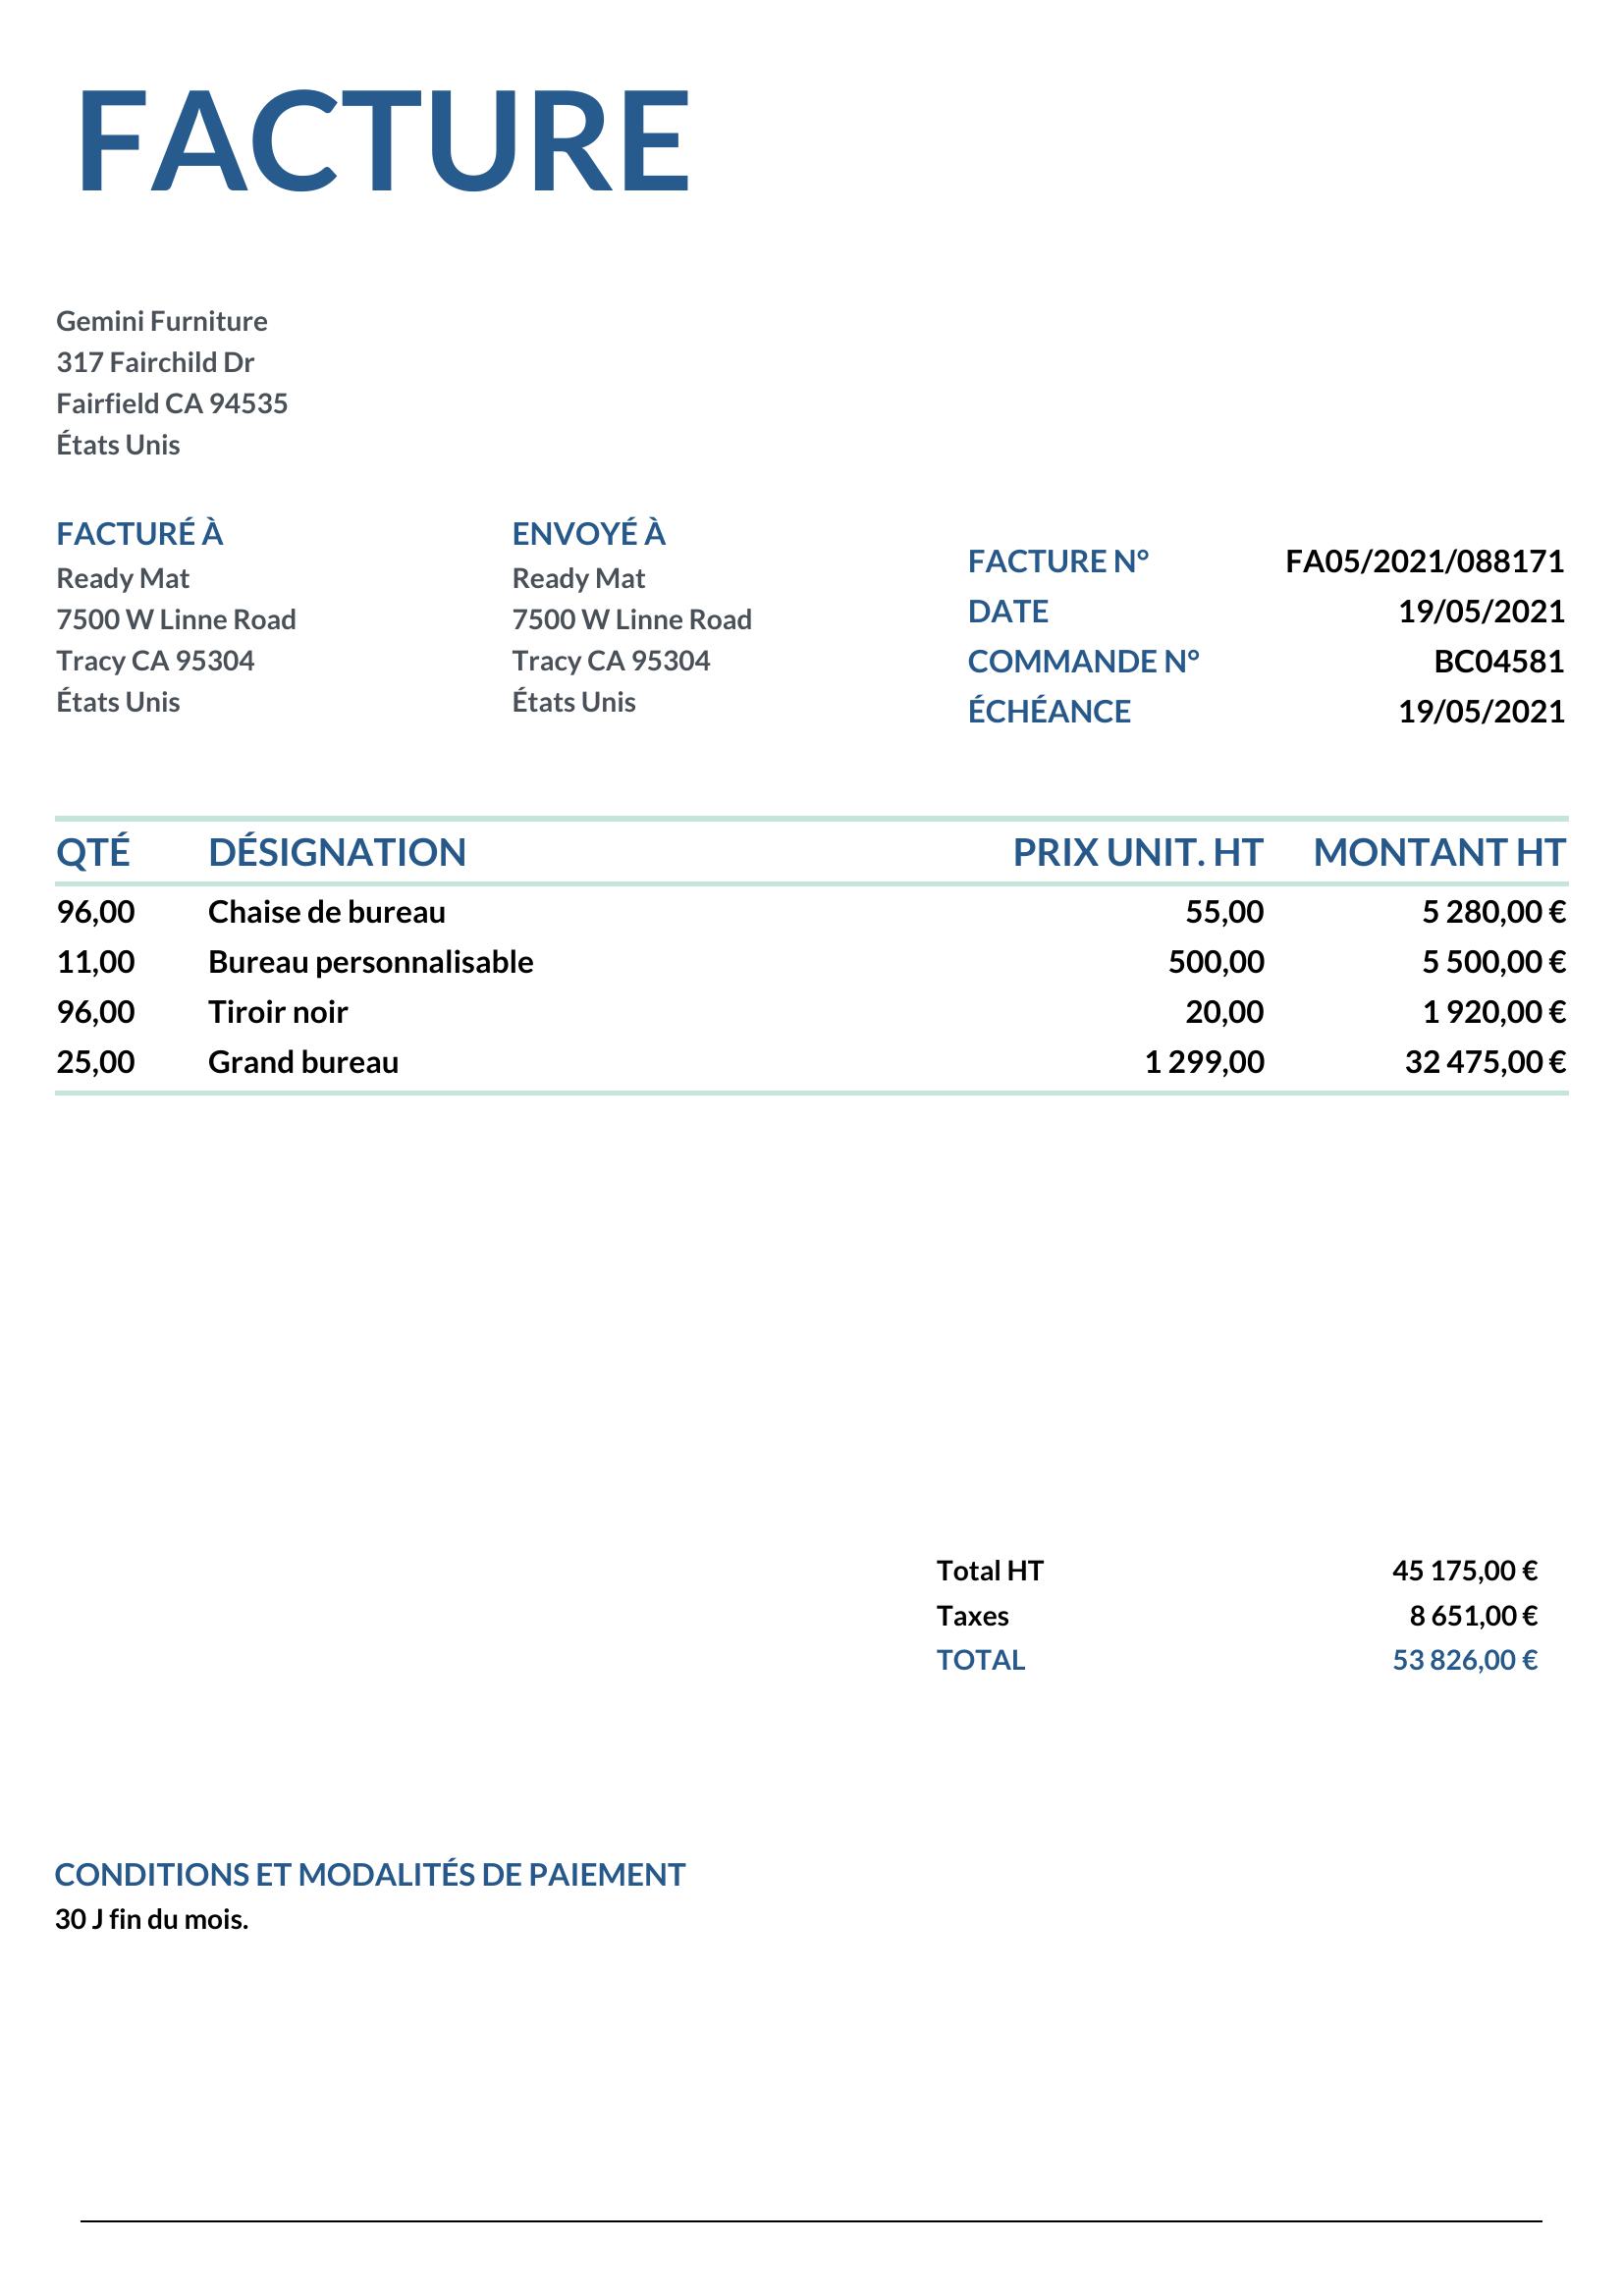 FACTURE
Gemini Furniture
317 Fairchild Dr
Fairfield CA 94535
États Unis
FACTURÉ À
Ready Mat
7500 W Linne Road
Tracy CA 95304
États Unis
ENVOYÉ À
Ready Mat
7500 W Linne Road
Tracy CA 95304
États Unis
FACTURE N° FA05/2021/088171
DATE 19/05/2021
COMMANDE N° BC04581
ÉCHÉANCE 19/05/2021
QTÉ DÉSIGNATION PRIX UNIT. HT MONTANT HT
96,00 Chaise de bureau 55,00 5 280,00 €
11,00 Bureau personnalisable 500,00 5 500,00 €
96,00 Tiroir noir 20,00 1 920,00 €
25,00 Grand bureau 1 299,00 32 475,00 €
Total HT 45 175,00 €
Taxes 8 651,00 €
TOTAL 53 826,00 €
CONDITIONS ET MODALITÉS DE PAIEMENT
30 J fin du mois.